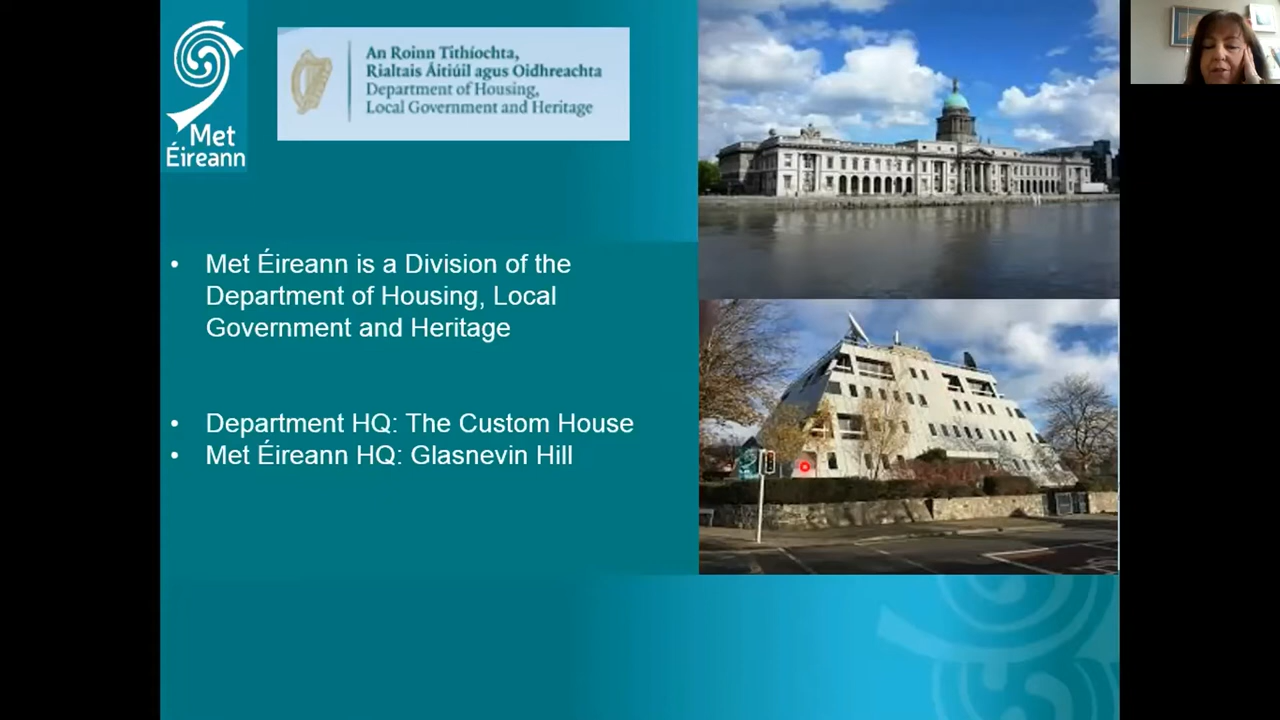 Met
Éireann
An Roinn Tithíochta,
Rialtais Áitiúil agus Oidhreachta
Department of Housing,
Local Government and Heritage
• Met Éireann is a Division of the
Department of Housing, Local
Government and Heritage
• Department HQ: The Custom House
• Met Éireann HQ: Glasnevin Hill